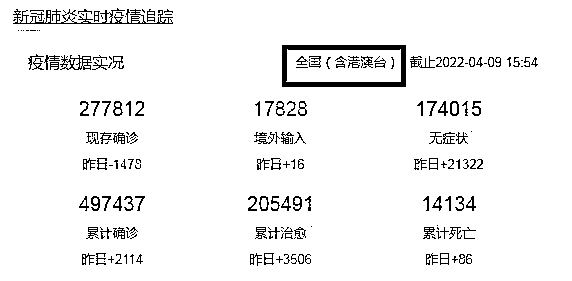 新冠肺炎实时疫情追踪
疫情数据实况 全国（含港澳台） 截止2022-04-09 15:54
277812 17828 174015
现存确诊 境外输入 无症状
昨日-1478 昨日+16 昨日+21322
497437 205491 14134
累计确诊 累计治愈 累计死亡
昨日+2114 昨日+3506 昨日+86